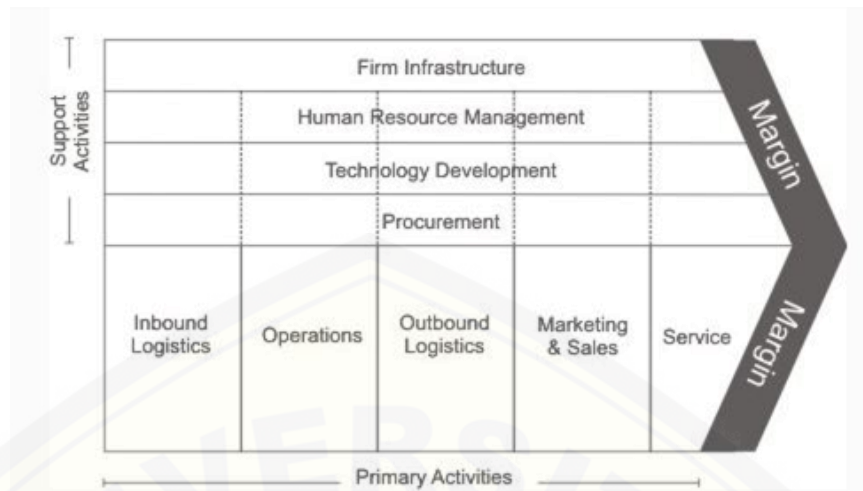 Support
Activities
Firm Infrastructure
Human Resource Management
Technology Development
Procurement
Margin
Inbound
Logistics
Operations
Outbound
Logistics
Marketing
& Sales
Service
Margin
Primary Activities